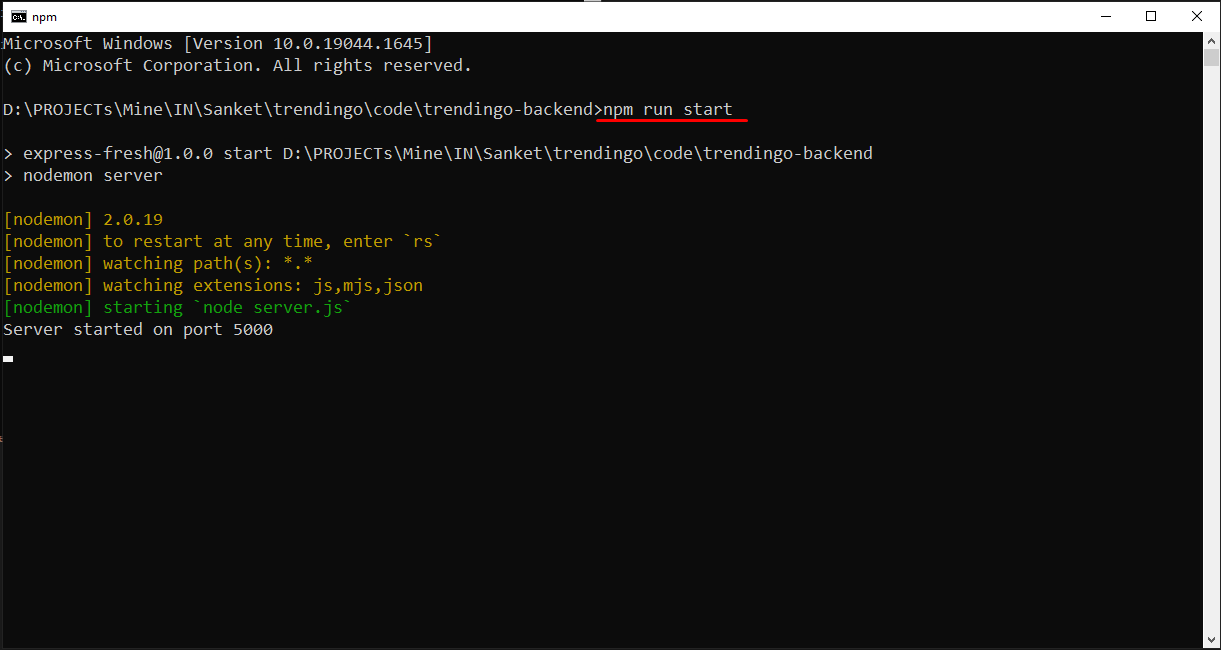 npm
Microsoft Windows [Version 10.0.19044.1645]
(c) Microsoft Corporation. All rights reserved.
D:\PROJECTs\Mine\IN\Sanket\trendingo\code\trendingo-backend>npm run start
> express-fresh@1.0.0 start D:\PROJECTs\Mine\IN\Sanket\trendingo\code\trendingo-backend
> nodemon server
[nodemon] 2.0.19
[nodemon] to restart at any time, enter `rs`
[nodemon] watching path(s): *.*
[nodemon] watching extensions: js,mjs,json
[nodemon] starting `node server.js`
Server started on port 5000